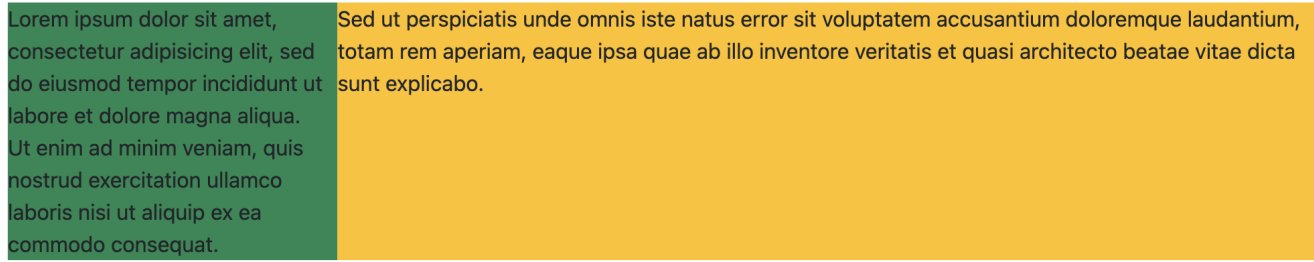 Lorem ipsum dolor sit amet,
consectetur adipisicing elit, sed
do eiusmod tempor incididunt ut
labore et dolore magna aliqua.
Ut enim ad minim veniam, quis
nostrud exercitation ullamco
laboris nisi ut aliquip ex ea
commodo consequat.
Sed ut perspiciatis unde omnis iste natus error sit voluptatem accusantium doloremque laudantium,
totam rem aperiam, eaque ipsa quae ab illo inventore veritatis et quasi architecto beatae vitae dicta
sunt explicabo.